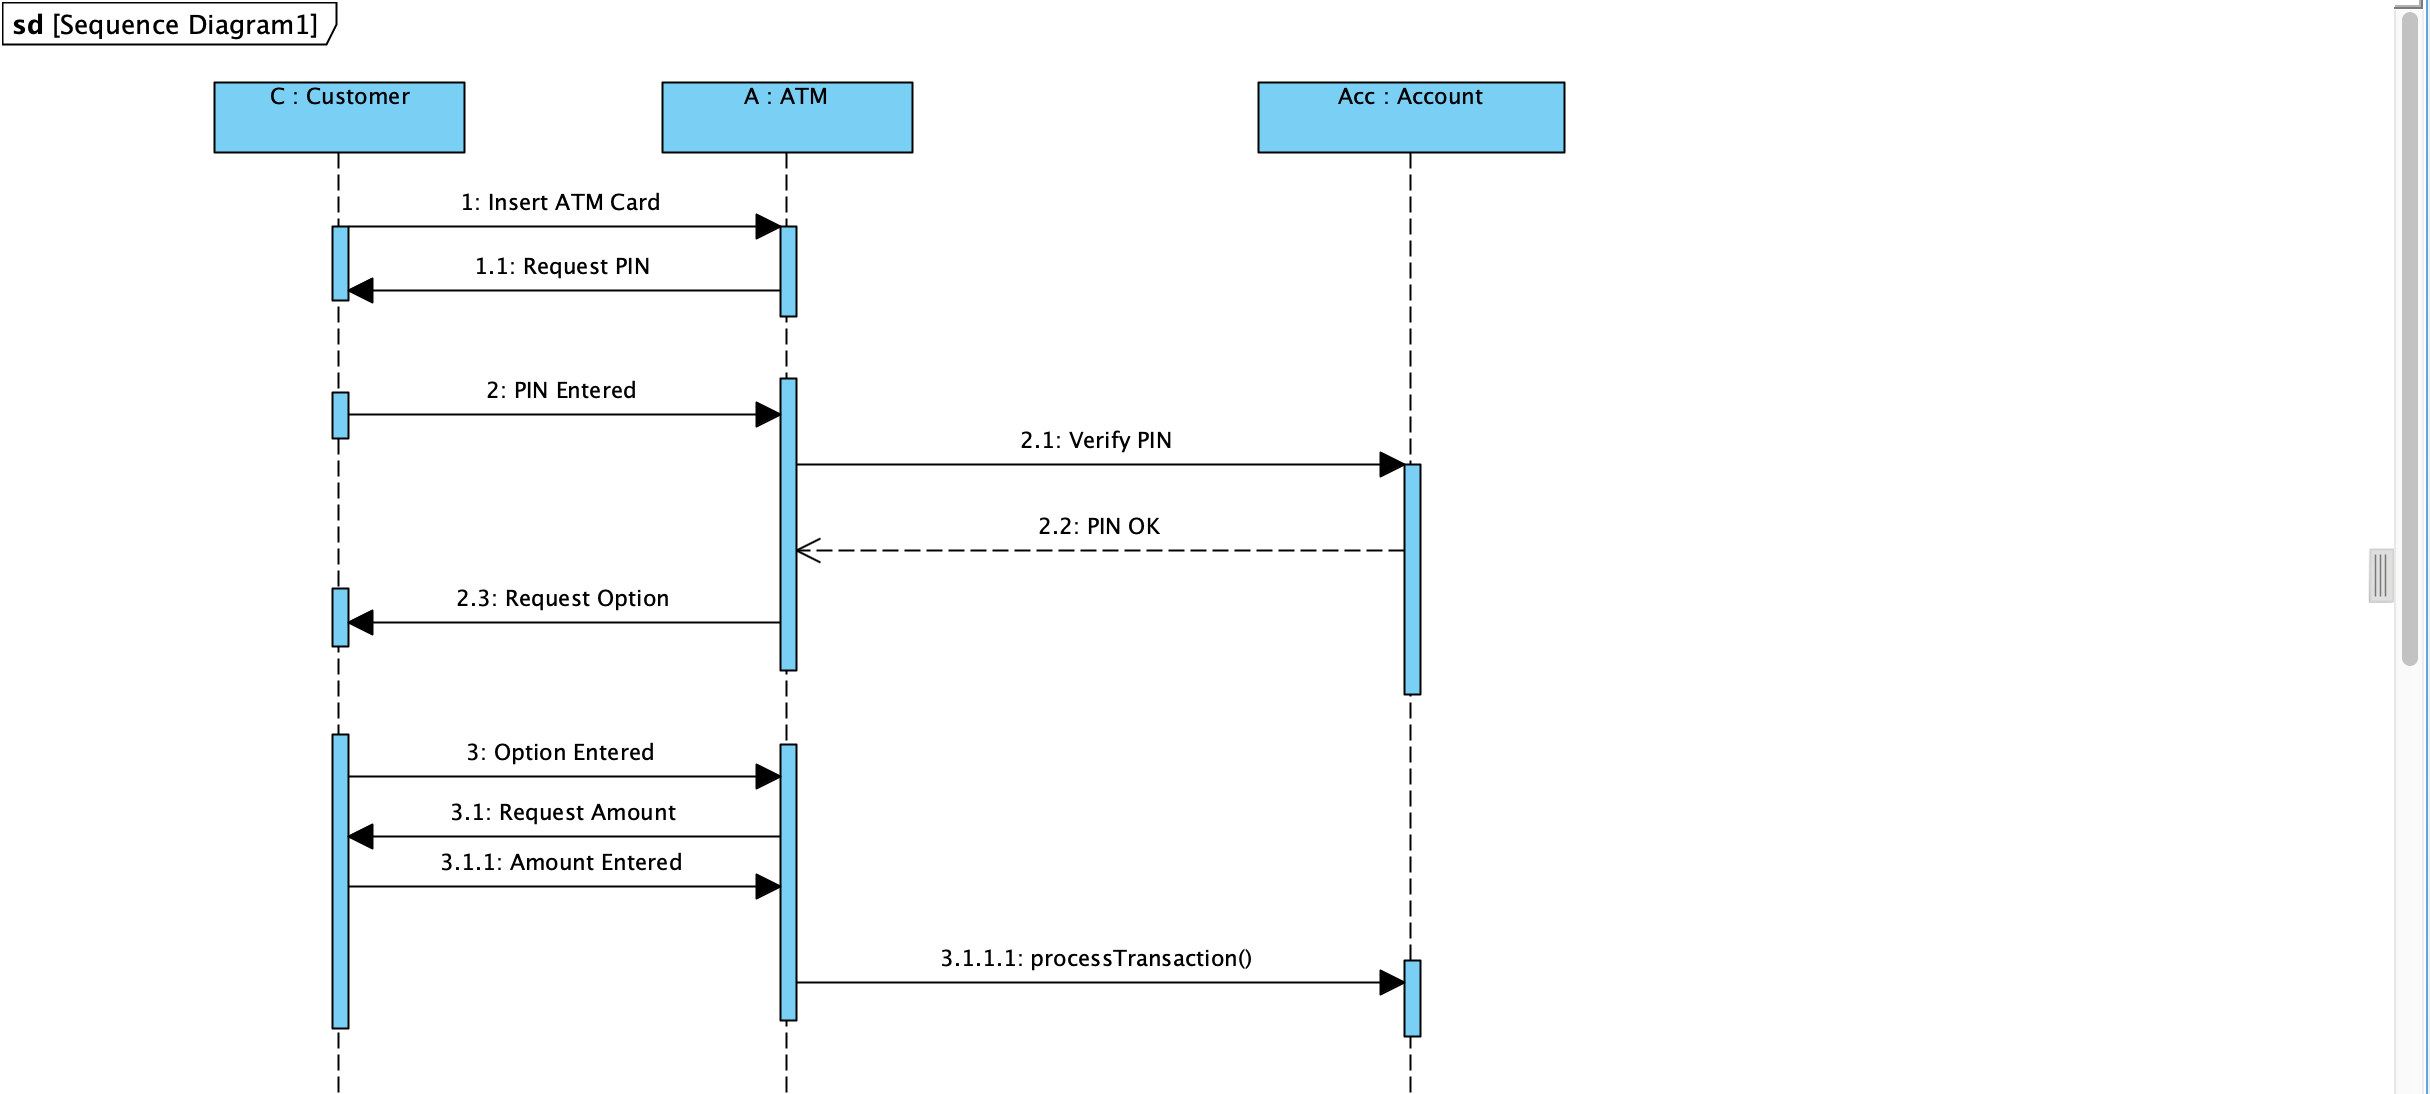 sd [Sequence Diagram1]
C : Customer
A : ATM
Acc : Account
1: Insert ATM Card
1.1: Request PIN
2: PIN Entered
2.1: Verify PIN
2.2: PIN OK
2.3: Request Option
3: Option Entered
3.1: Request Amount
3.1.1: Amount Entered
3.1.1.1: processTransaction()